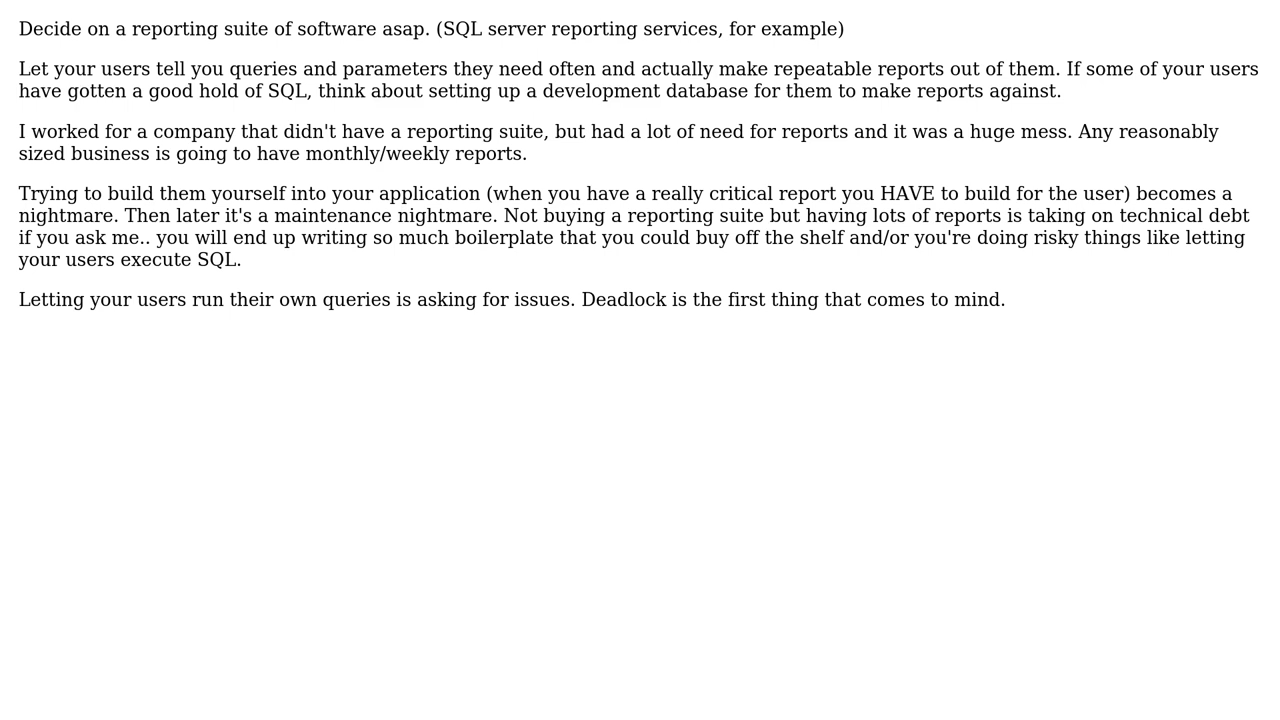 Decide on a reporting suite of software asap. (SQL server reporting services, for example)
Let your users tell you queries and parameters they need often and actually make repeatable reports out of them. If some of your users
have gotten a good hold of SQL, think about setting up a development database for them to make reports against.
I worked for a company that didn't have a reporting suite, but had a lot of need for reports and it was a huge mess. Any reasonably
sized business is going to have monthly/weekly reports.
Trying to build them yourself into your application (when you have a really critical report you HAVE to build for the user) becomes a
nightmare. Then later it's a maintenance nightmare. Not buying a reporting suite but having lots of reports is taking on technical debt
if you ask me.. you will end up writing so much boilerplate that you could buy off the shelf and/or you're doing risky things like letting
your users execute SQL.
Letting your users run their own queries is asking for issues. Deadlock is the first thing that comes to mind.